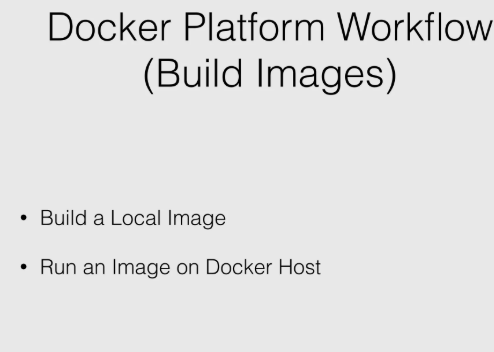 Docker Platform Workflow
(Build Images)
• Build a Local Image
• Run an Image on Docker Host